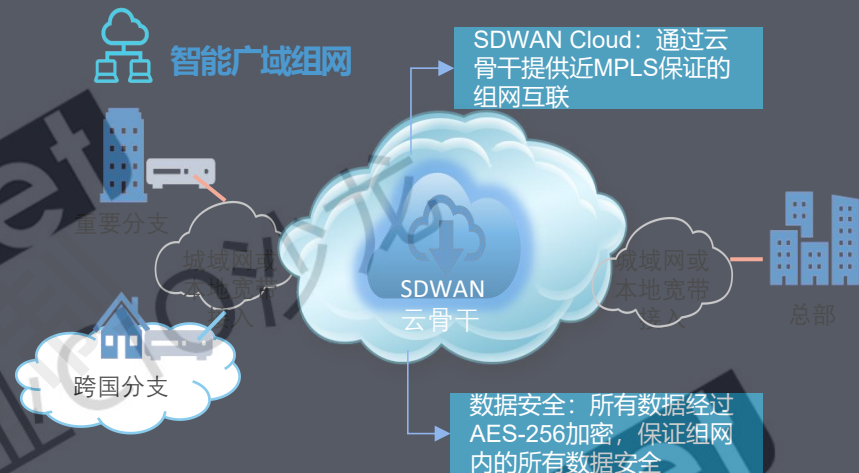 智能广域组网
SDWAN Cloud：通过云
骨干提供近MPLS保证的
组网互联
重要分支
城域网或
本地宽带
接入
SDWAN
云骨干
城域网或
本地宽带
接入
总部
跨国分支
数据安全：所有数据经过
AES-256加密，保证组网
内的所有数据安全